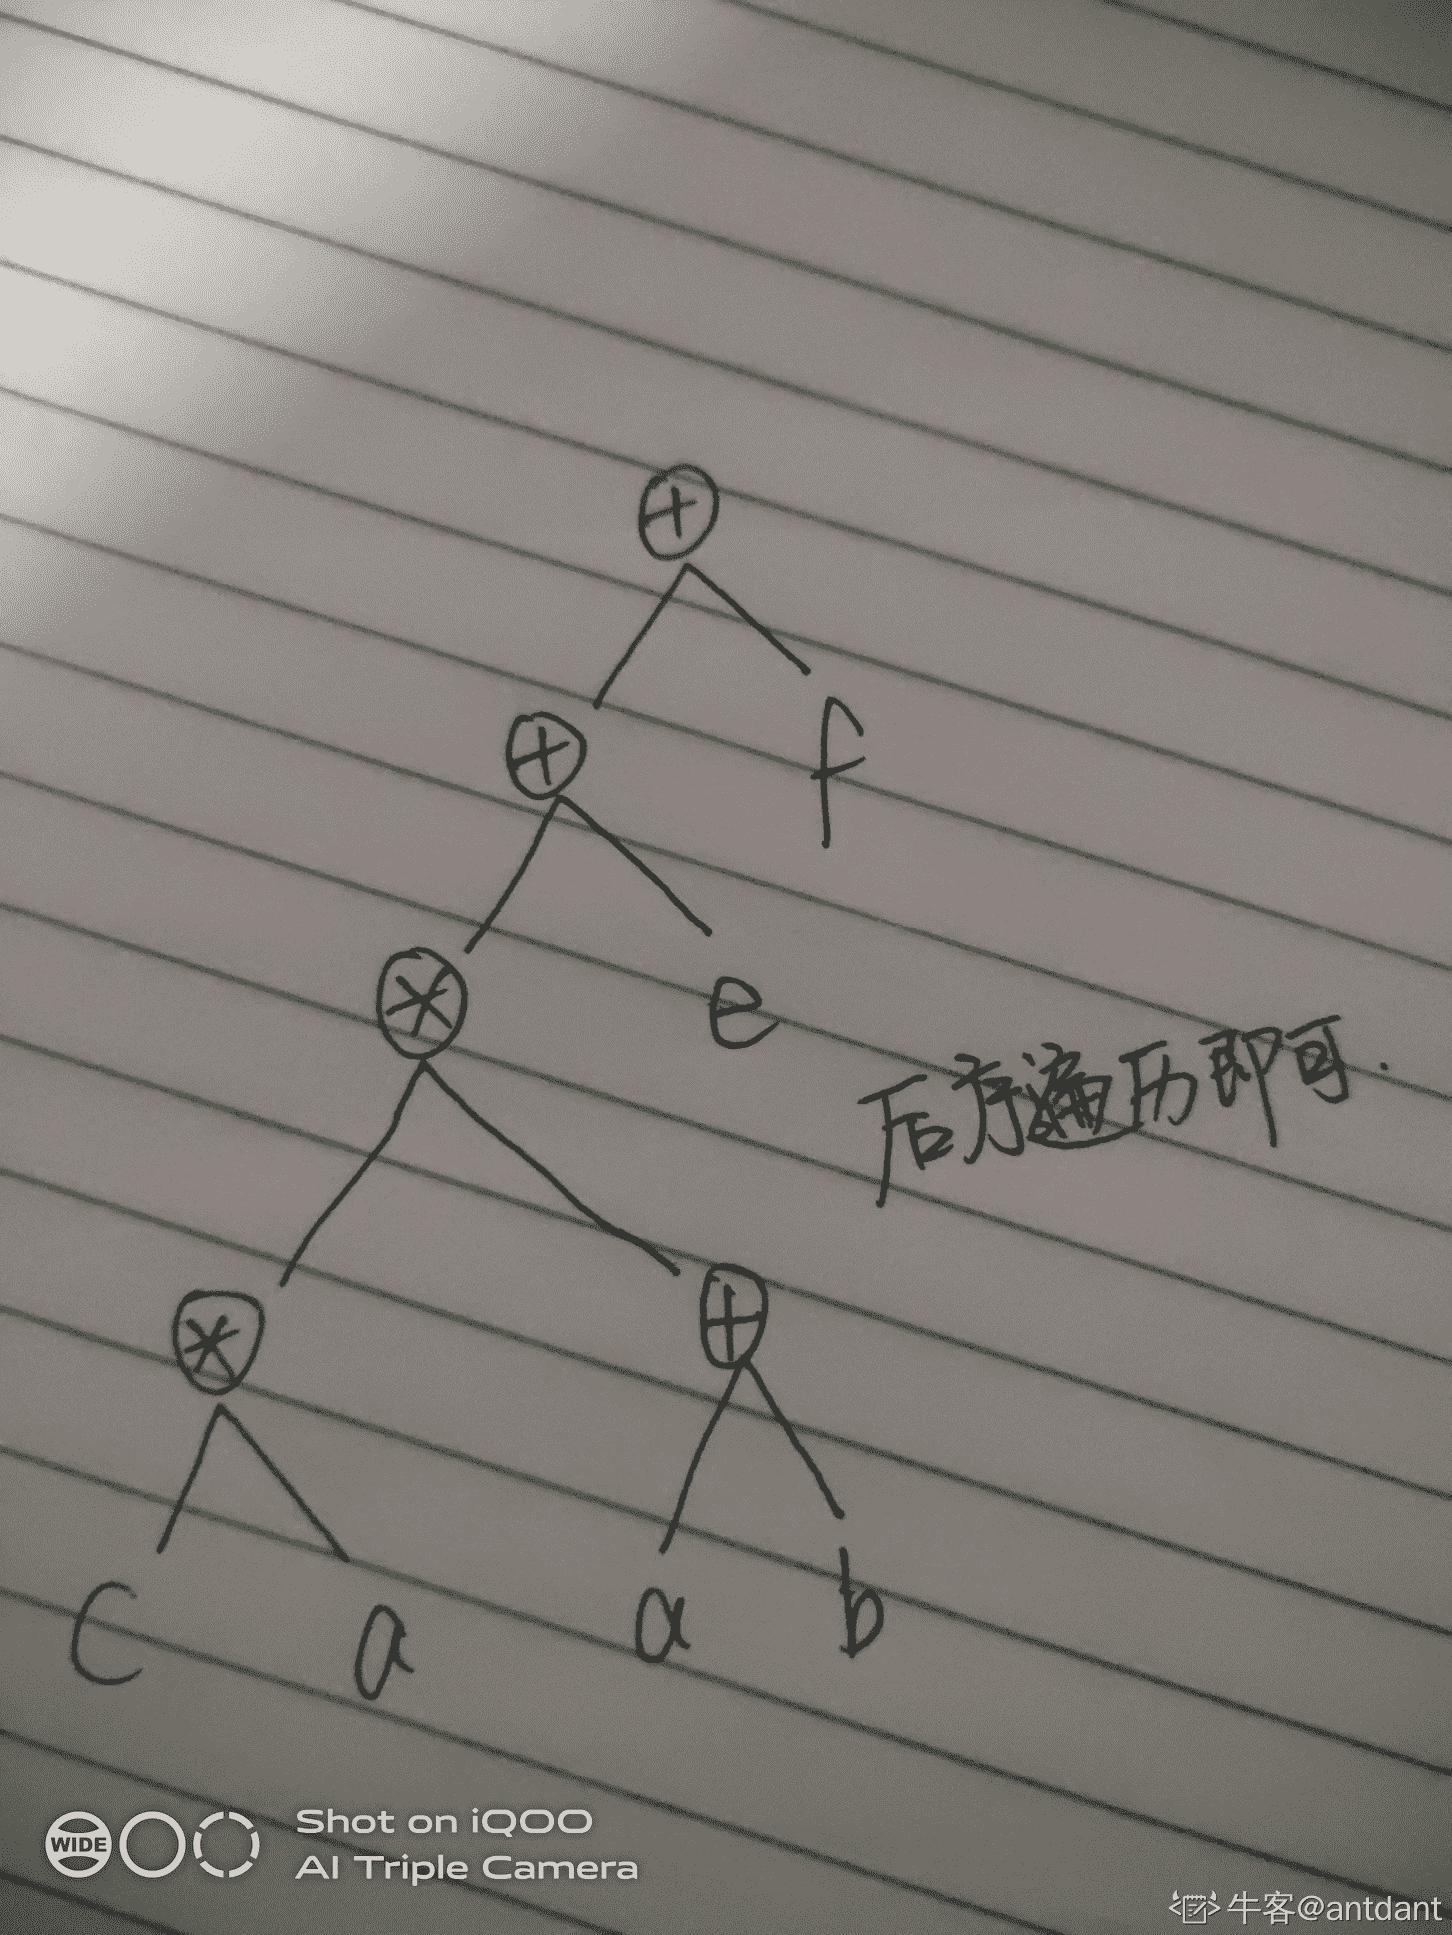 +
+ f
* e
后序遍历即可.
* +
C a a b
WIDE
Shot on iQOO
AI Triple Camera
牛客@antdant